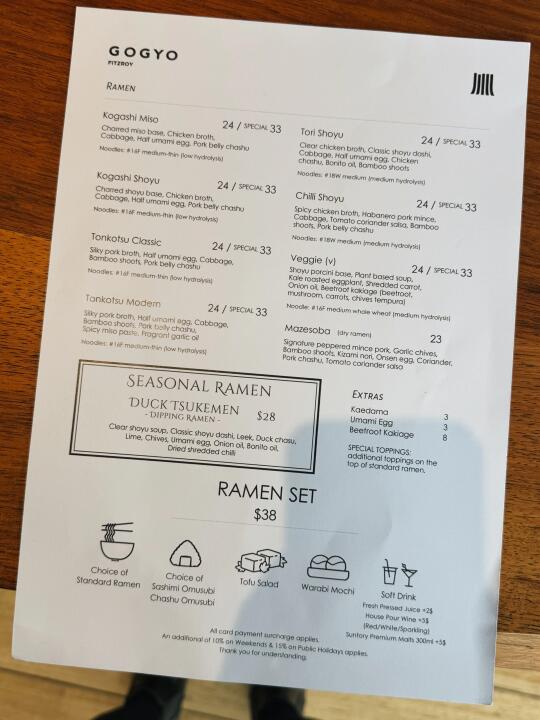 GOGYO
FITZROY
RAMEN
Kogashi Miso
24 / SPECIAL 33
Charred miso base, Chicken broth,
Cabbage, Half umami egg, Pork belly chashu
Noodles: #16F medium-thin (low hydrolysis)
Kogashi Shoyu
24 / SPECIAL 33
Charred shoyu base, Chicken broth,
Cabbage, Half umami egg, Pork belly chashu
Noodles: #16F medium-thin (low hydrolysis)
Tonkotsu Classic
24 / SPECIAL 33
Silky pork broth, Half umami egg, Cabbage,
Bamboo shoots, Pork belly chashu
Noodles: #16F medium-thin (low hydrolysis)
Tonkotsu Modern
24 / SPECIAL 33
Silky pork broth, Half umami egg, Cabbage,
Bamboo shoots, Pork belly chashu,
Spicy miso paste, Fragrant garlic oil
Noodles: #16F medium-thin (low hydrolysis)
Tori Shoyu
24 / SPECIAL 33
Clear chicken broth, Classic shoyu dashi,
Cabbage, Half umami egg, Chicken
chashu, Bonito oil, Bamboo shoots
Noodles: #18W medium (medium hydrolysis)
Chilli Shoyu
24 / SPECIAL 33
Spicy chicken broth, Habanero pork mince,
Cabbage, Tomato coriander salsa, Bamboo
shoots, Pork belly chashu
Noodles: #18W medium (medium hydrolysis)
Veggie (v)
24 / SPECIAL 33
Shoyu porcini base, Plant based soup,
Kale roasted eggplant, Shredded carrot,
Onion oil, Beetroot kakiage (beetroot,
mushroom, carrots, chives tempura)
Noodle: #16F medium whole wheat (medium hydrolysis)
Mazesoba (dry ramen)
23
Signature peppered mince pork, Garlic chives,
Bamboo shoots, Kizami nori, Onsen egg, Coriander,
Pork chashu, Tomato coriander salsa
SEASONAL RAMEN
DUCK TSUKEMEN
- DIPPING RAMEN -
$28
Clear shoyu soup, Classic shoyu dashi, Leek, Duck chasu,
Lime, Chives, Umami egg, Onion oil, Bonito oil,
Dried shredded chilli
EXTRAS
Kaedama 3
Umami Egg 3
Beetroot Kakiage 8
SPECIAL TOPPINGS:
additional toppings on the
top of standard ramen.
RAMEN SET
$38
Choice of
Standard Ramen
Choice of
Sashimi Omusubi
Chashu Omusubi
Tofu Salad
Warabi Mochi
Soft Drink
Fresh Pressed Juice +2$
House Pour Wine +5$
(Red/White/Sparkling)
Suntory Premium Malts 300ml +5$
All card payment surcharge applies.
An additional of 10% on Weekends & 15% on Public Holidays applies.
Thank you for understanding.